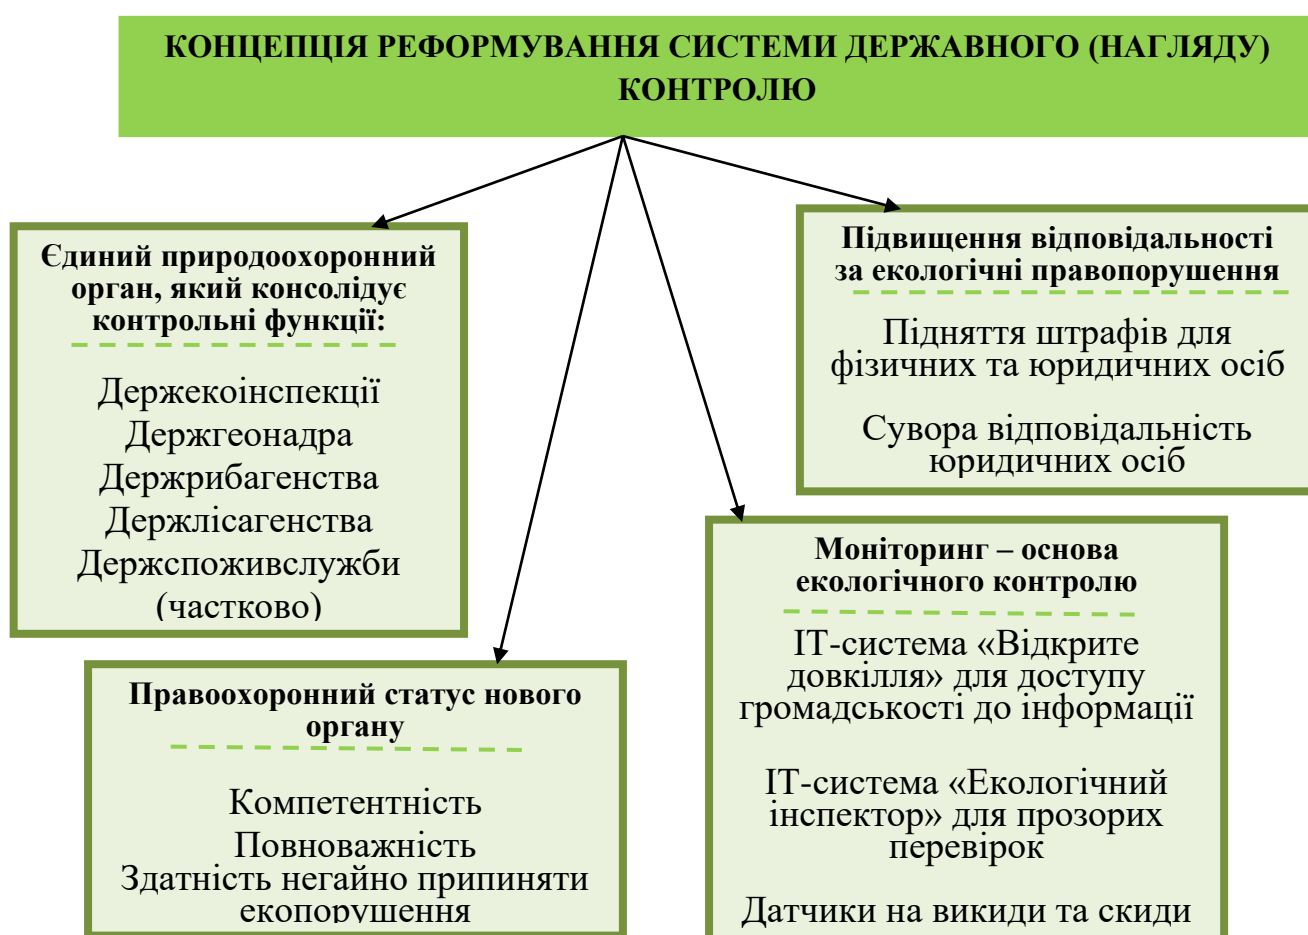 КОНЦЕПЦІЯ РЕФОРМУВАННЯ СИСТЕМИ ДЕРЖАВНОГО (НАГЛЯДУ)
КОНТРОЛЮ
Єдиний природоохоронний
орган, який консолідує
контрольні функції:
Держекоінспекції
Держгеонадра
Держрибагенства
Держлісагенства
Держспоживслужби
(частково)
Підвищення відповідальності
за екологічні правопорушення
Підняття штрафів для
фізичних та юридичних осіб
Сувора відповідальність
юридичних осіб
Правоохоронний статус нового
органу
Компетентність
Повноважність
Здатність негайно припиняти
екопорушення
Моніторинг – основа
екологічного контролю
ІТ-система «Відкрите
довкілля» для доступу
громадськості до інформації
ІТ-система «Екологічний
інспектор» для прозорих
перевірок
Датчики на викиди та скиди